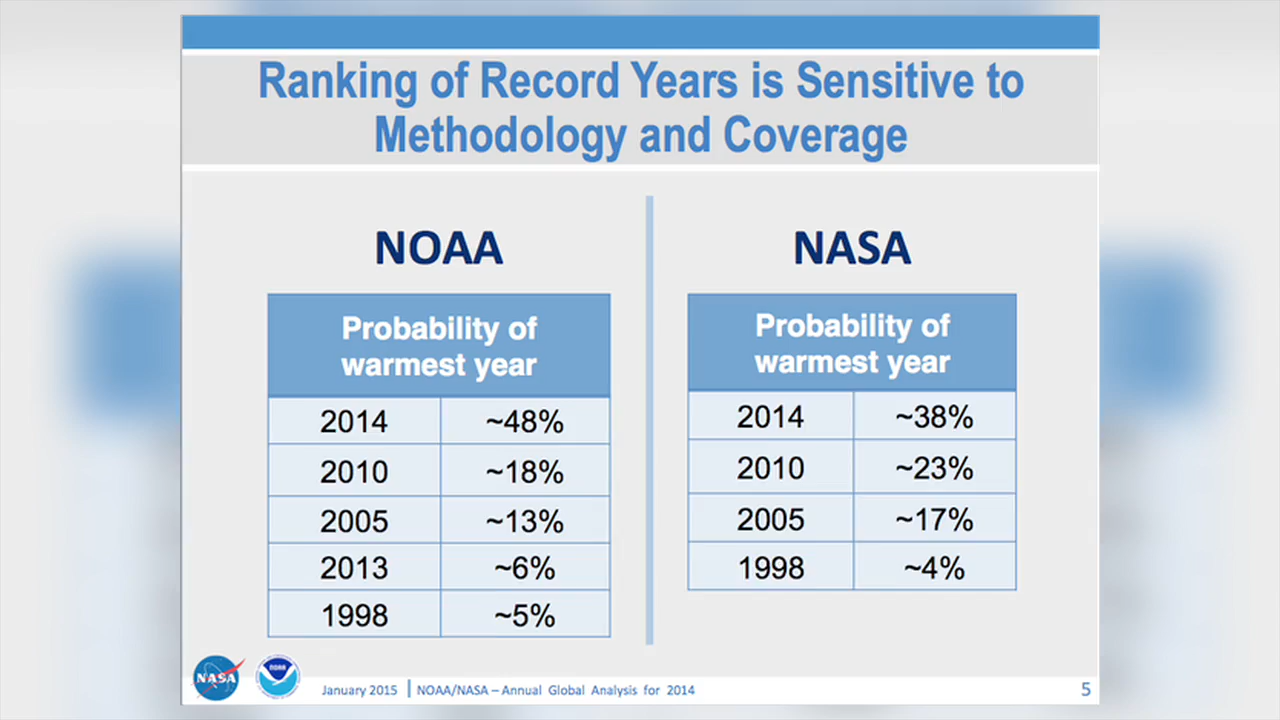 Ranking of Record Years is Sensitive to
Methodology and Coverage
NOAA
Probability of
warmest year
2014 ~48%
2010 ~18%
2005 ~13%
2013 ~6%
1998 ~5%
NASA
Probability of
warmest year
2014 ~38%
2010 ~23%
2005 ~17%
1998 ~4%
NASA
NOAA
January 2015 | NOAA/NASA – Annual Global Analysis for 2014
5